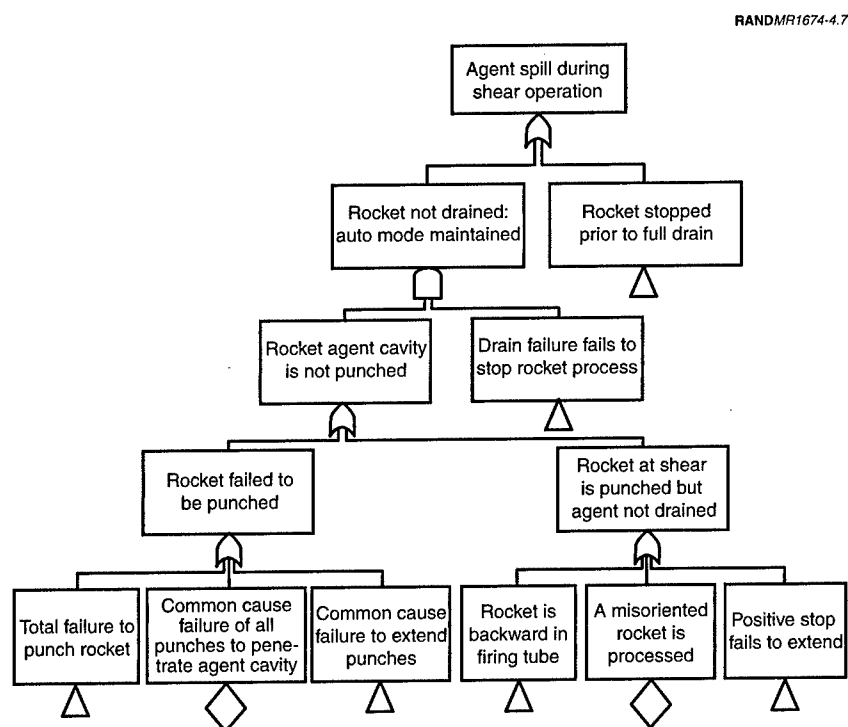 RANDMR1674-4.7
Agent spill during
shear operation
Rocket not drained:
auto mode maintained
Rocket stopped
prior to full drain
Rocket agent cavity
is not punched
Drain failure fails to
stop rocket process
Rocket failed to
be punched
Rocket at shear
is punched but
agent not drained
Total failure to
punch rocket
Common cause
failure of all
punches to pene-
trate agent cavity
Common cause
failure to extend
punches
Rocket is
backward in
firing tube
A misoriented
rocket is
processed
Positive stop
fails to extend